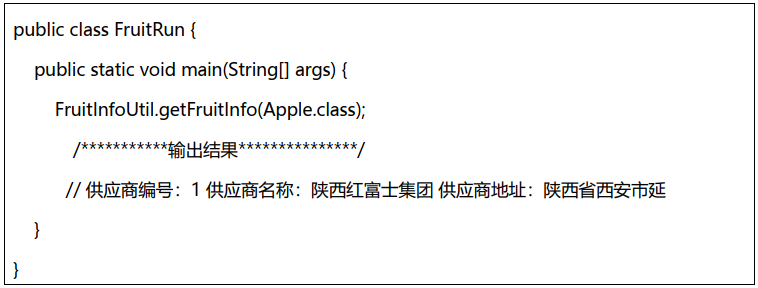 public class FruitRun {
public static void main(String[] args) {
FruitInfoUtil.getFruitInfo(Apple.class);
/***********输出结果***************/
// 供应商编号：1 供应商名称：陕西红富士集团 供应商地址：陕西省西安市延
}
}